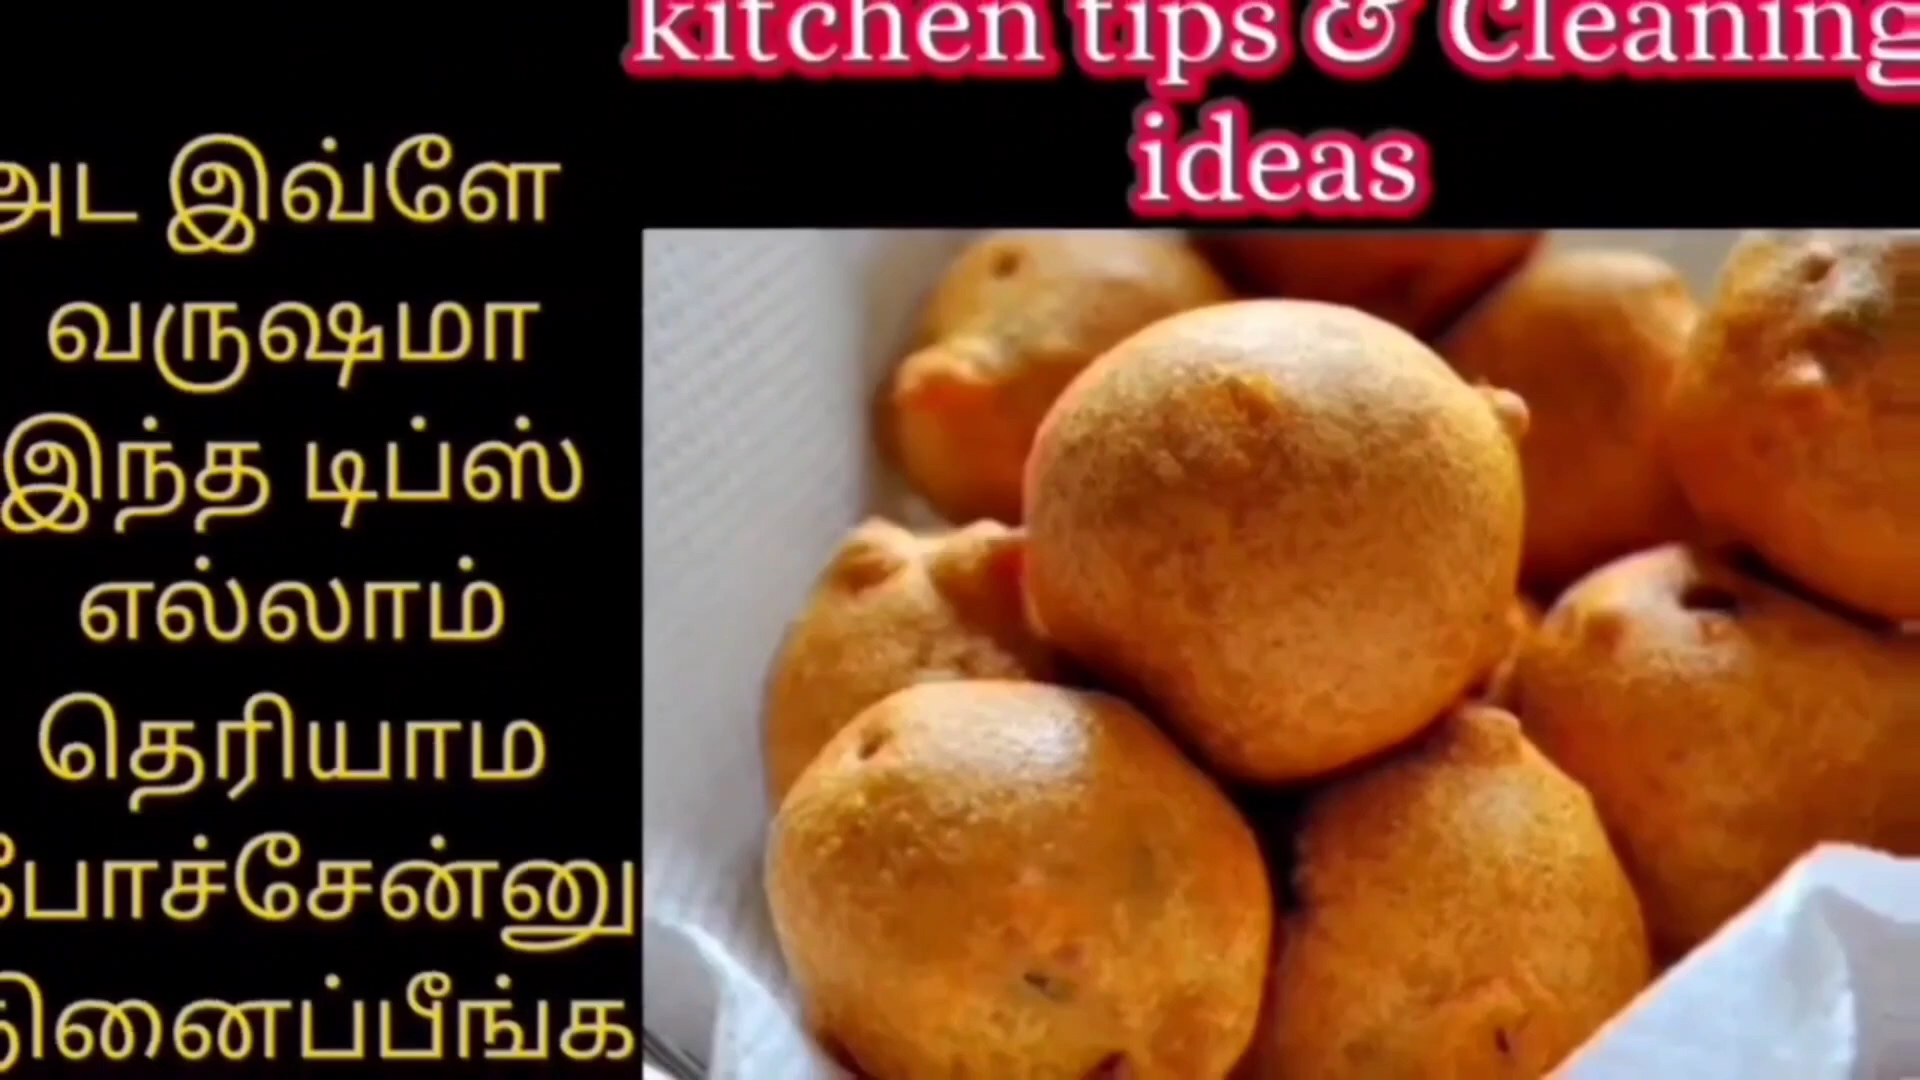 kitchen tips & Cleaning
ideas
அட இவ்ளே
வருஷமா
இந்த டிப்ஸ்
எல்லாம்
தெரியாம
போச்சேன்னு
நினைப்பீங்க